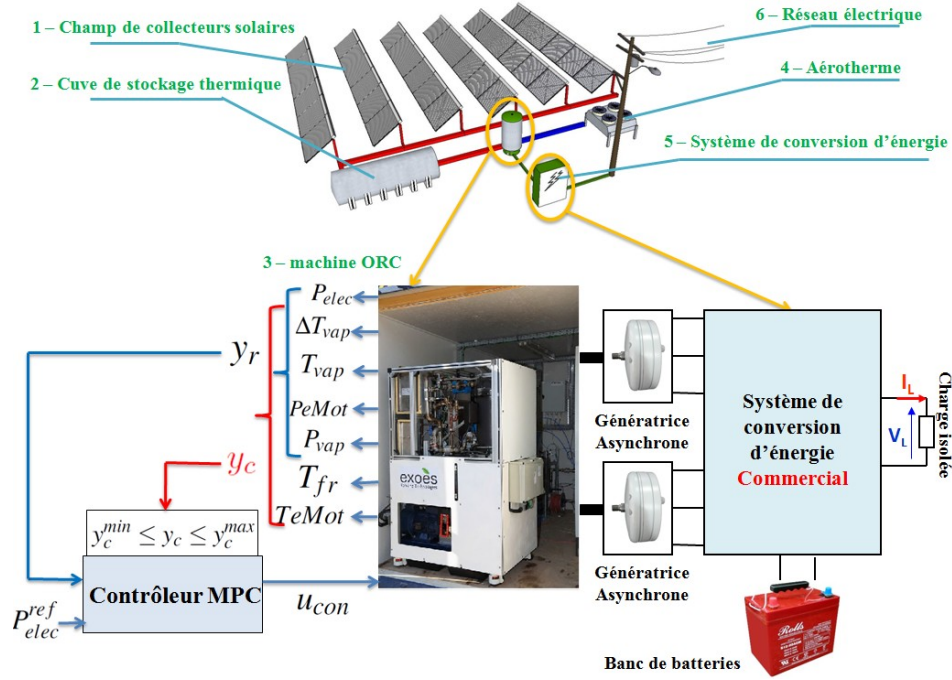 1 – Champ de collecteurs solaires
2 – Cuve de stockage thermique
6 – Réseau électrique
4 – Aérotherme
5 – Système de conversion d'énergie
3 – machine ORC
P_elec
ΔT_vap
T_vap
PeMot
P_vap
T_fr
TeMot
y_r
y_c
y_c^min ≤ y_c ≤ y_c^max
Contrôleur MPC
P_elec^ref
u_con
exoès
Génératrice
Asynchrone
Génératrice
Asynchrone
Système de
conversion
d'énergie
Commercial
I_L
V_L
Charge isolée
Rolls
Banc de batteries